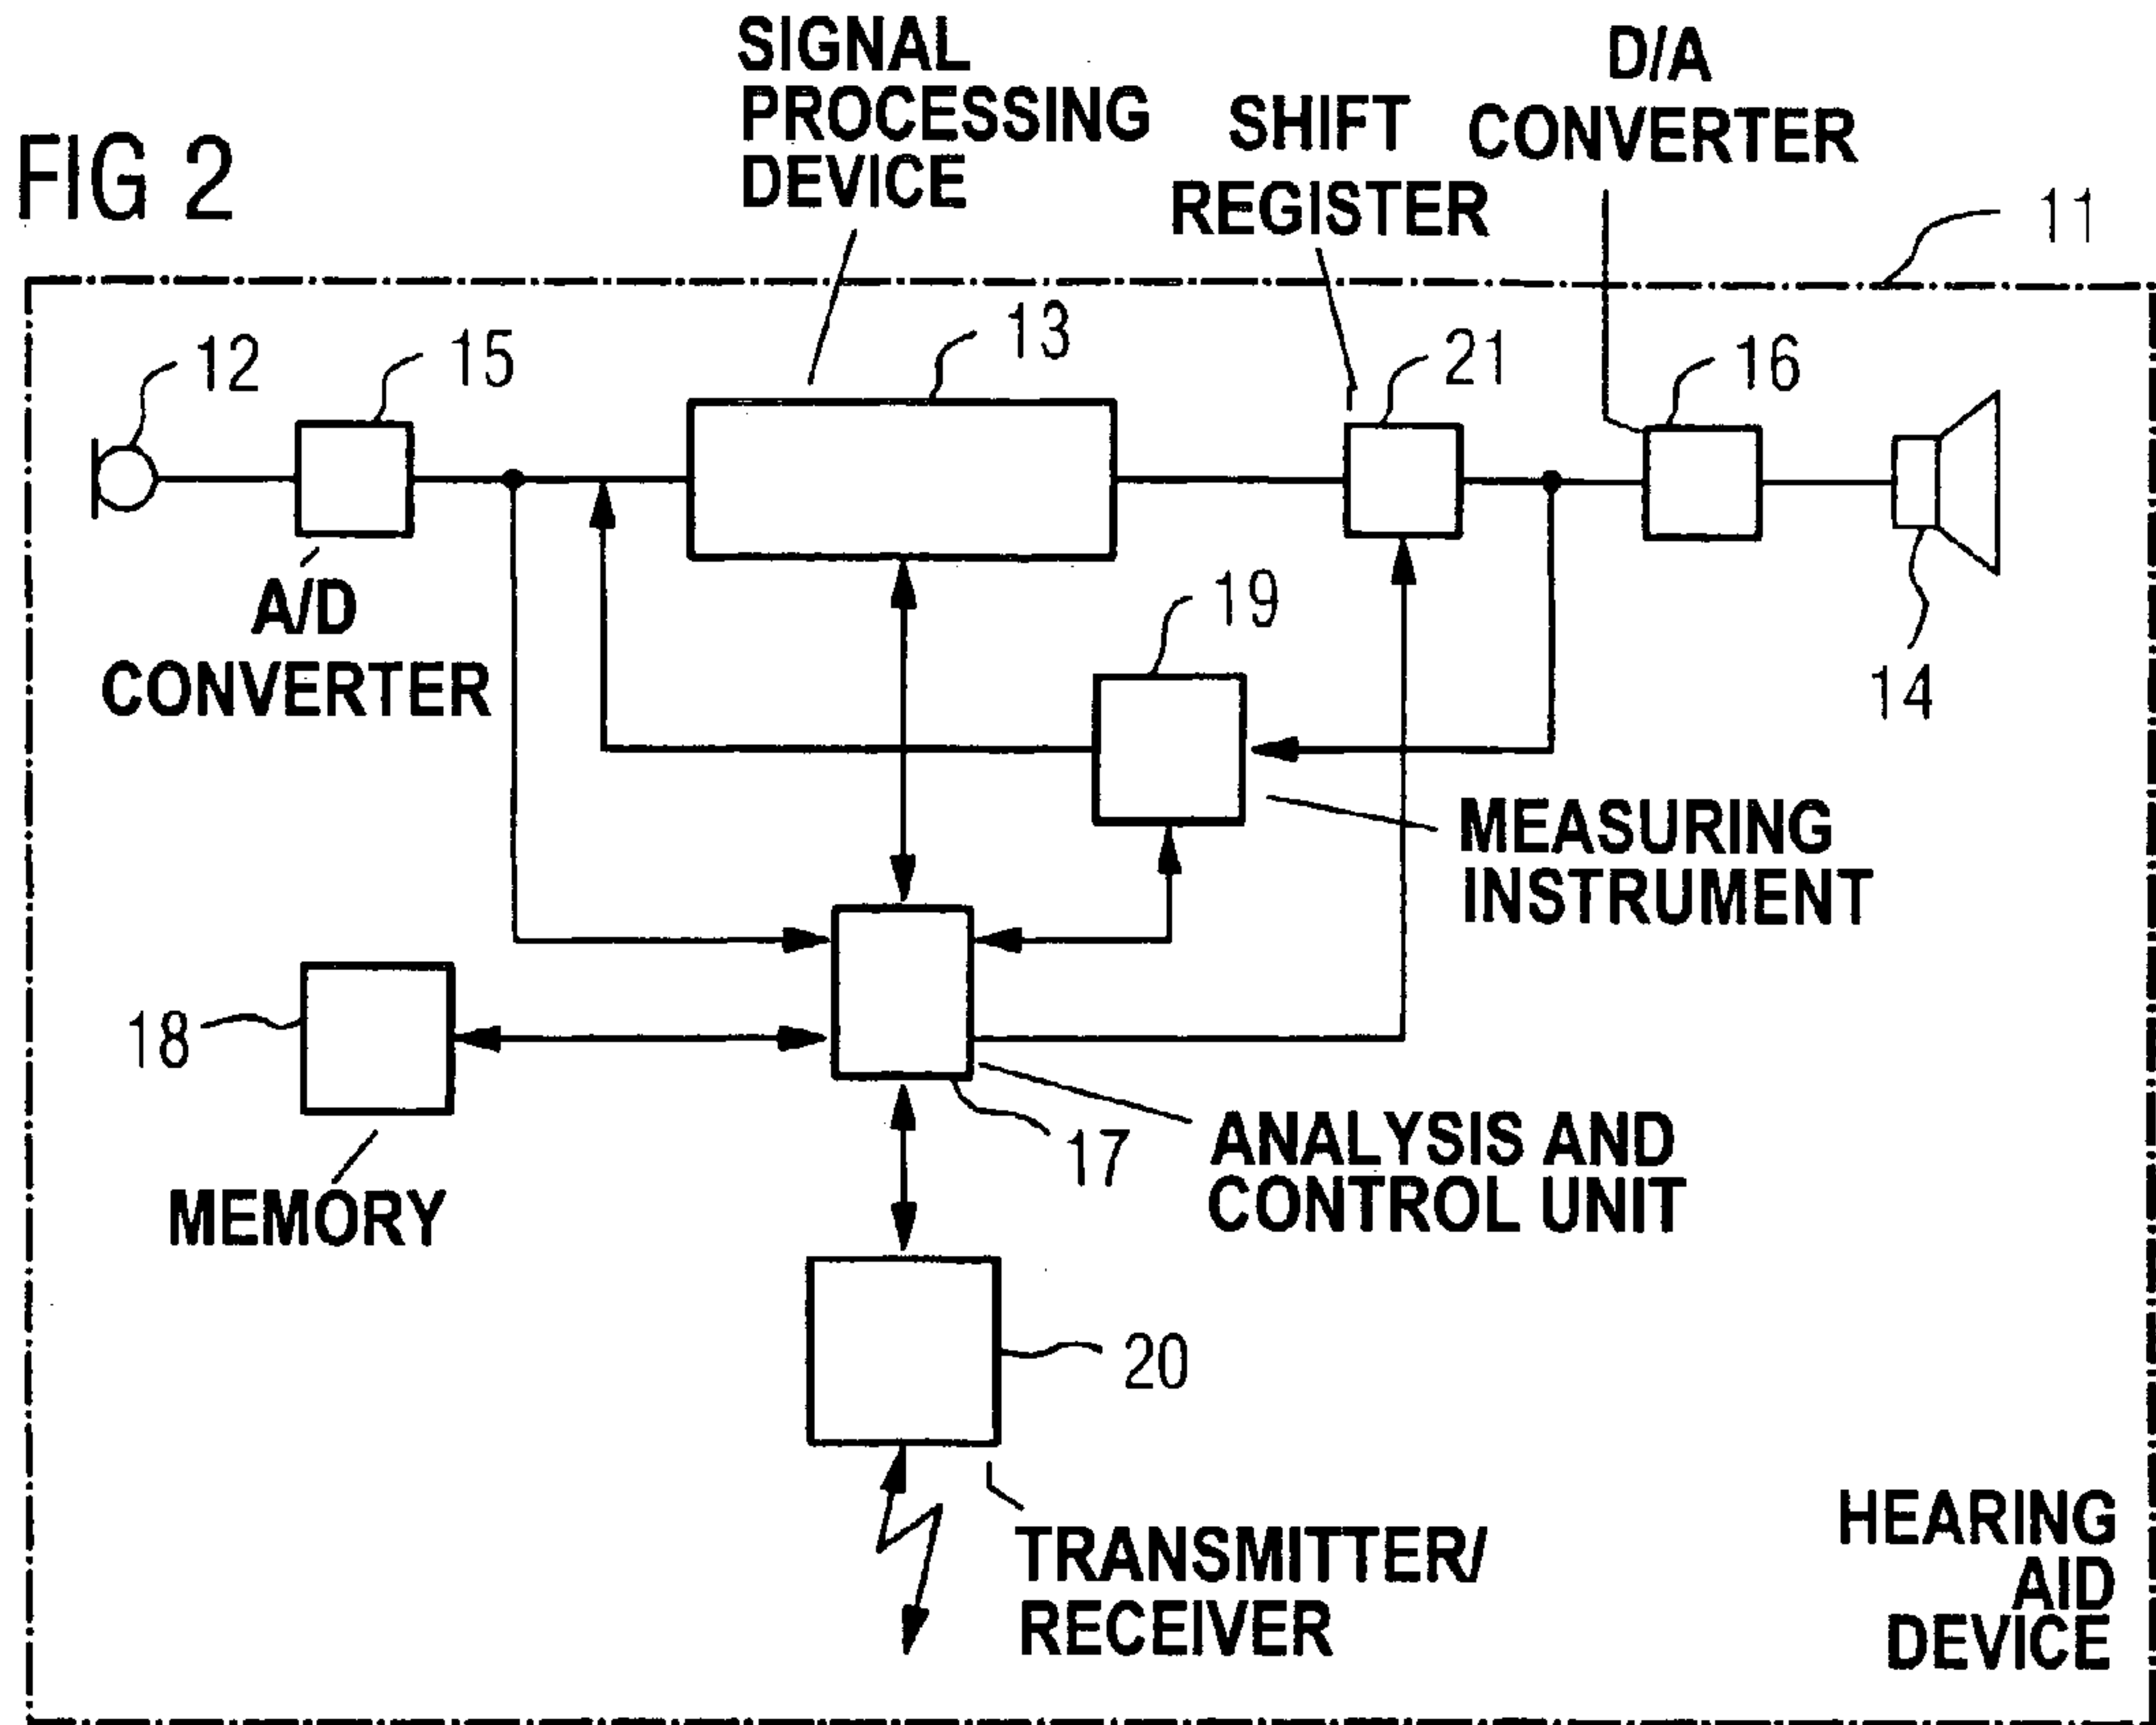 FIG 2
SIGNAL
PROCESSING
DEVICE
SHIFT
REGISTER
D/A
CONVERTER
11
12
15
13
21
16
A/D
CONVERTER
19
14
MEASURING
INSTRUMENT
18
MEMORY
17
ANALYSIS AND
CONTROL UNIT
20
TRANSMITTER/
RECEIVER
HEARING
AID
DEVICE